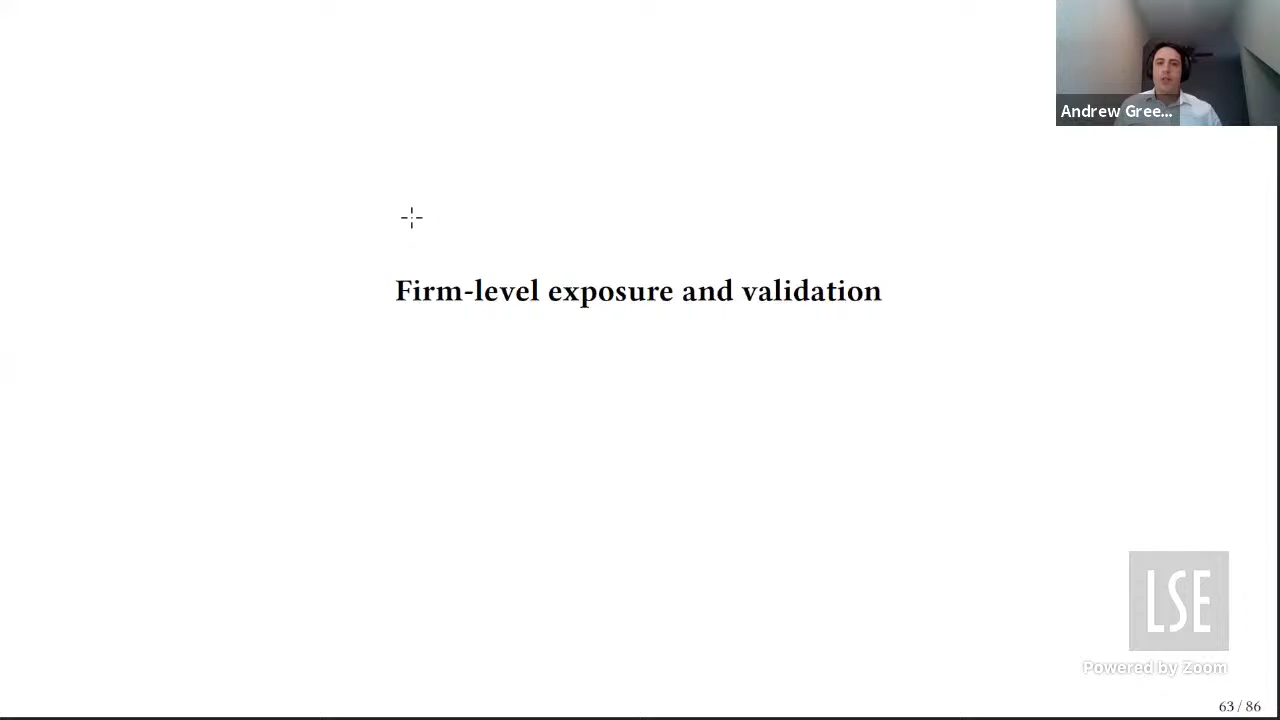 Andrew Gree...
Firm-level exposure and validation
LSE
Powered by Zoom
63 / 86